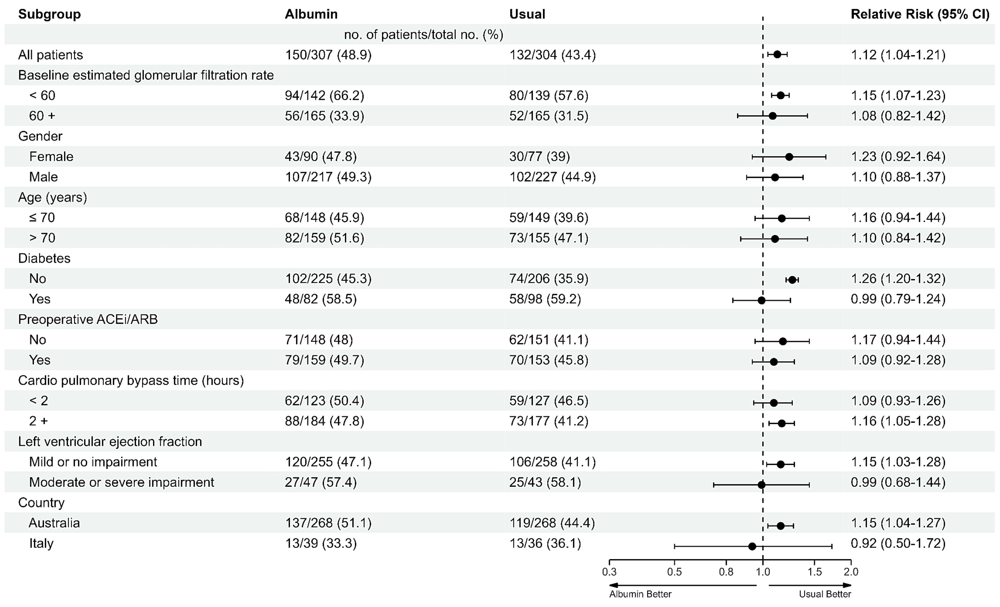 Subgroup Albumin Usual Relative Risk (95% CI)
no. of patients/total no. (%)
All patients 150/307 (48.9) 132/304 (43.4) 1.12 (1.04-1.21)
Baseline estimated glomerular filtration rate
< 60 94/142 (66.2) 80/139 (57.6) 1.15 (1.07-1.23)
60 + 56/165 (33.9) 52/165 (31.5) 1.08 (0.82-1.42)
Gender
Female 43/90 (47.8) 30/77 (39) 1.23 (0.92-1.64)
Male 107/217 (49.3) 102/227 (44.9) 1.10 (0.88-1.37)
Age (years)
≤ 70 68/148 (45.9) 59/149 (39.6) 1.16 (0.94-1.44)
> 70 82/159 (51.6) 73/155 (47.1) 1.10 (0.84-1.42)
Diabetes
No 102/225 (45.3) 74/206 (35.9) 1.26 (1.20-1.32)
Yes 48/82 (58.5) 58/98 (59.2) 0.99 (0.79-1.24)
Preoperative ACEi/ARB
No 71/148 (48) 62/151 (41.1) 1.17 (0.94-1.44)
Yes 79/159 (49.7) 70/153 (45.8) 1.09 (0.92-1.28)
Cardio pulmonary bypass time (hours)
< 2 62/123 (50.4) 59/127 (46.5) 1.09 (0.93-1.26)
2 + 88/184 (47.8) 73/177 (41.2) 1.16 (1.05-1.28)
Left ventricular ejection fraction
Mild or no impairment 120/255 (47.1) 106/258 (41.1) 1.15 (1.03-1.28)
Moderate or severe impairment 27/47 (57.4) 25/43 (58.1) 0.99 (0.68-1.44)
Country
Australia 137/268 (51.1) 119/268 (44.4) 1.15 (1.04-1.27)
Italy 13/39 (33.3) 13/36 (36.1) 0.92 (0.50-1.72)
0.3 0.5 0.8 1.0 1.5 2.0
Albumin Better Usual Better